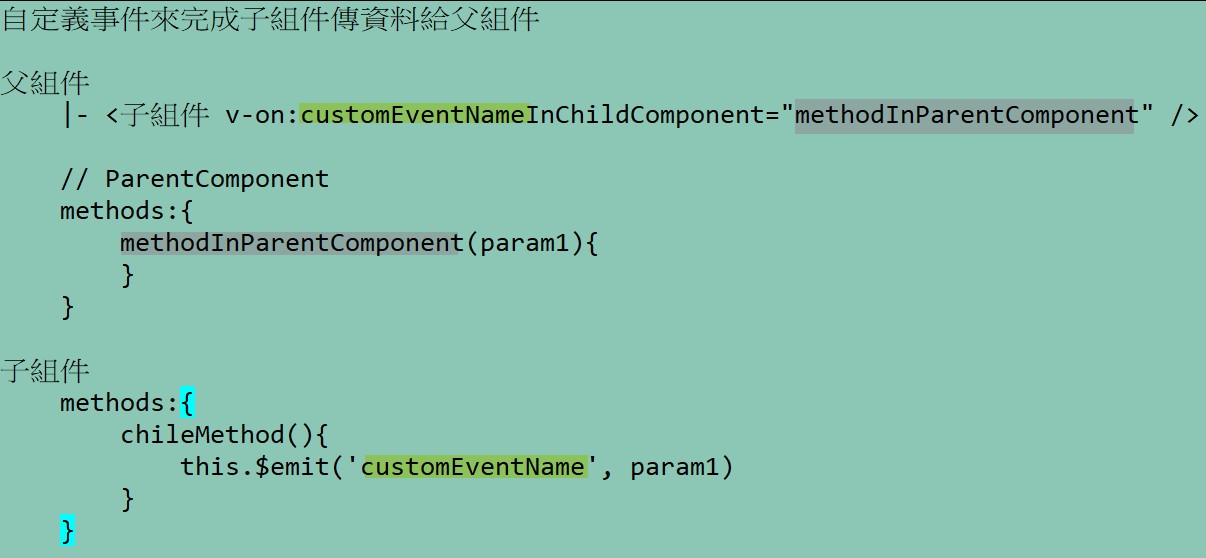 自定義事件來完成子組件傳資料給父組件
父組件
|- <子組件 v-on:customEventNameInChildComponent="methodInParentComponent" />
// ParentComponent
methods:{
methodInParentComponent(param1){
}
}
子組件
methods:{
chileMethod(){
this.$emit('customEventName', param1)
}
}